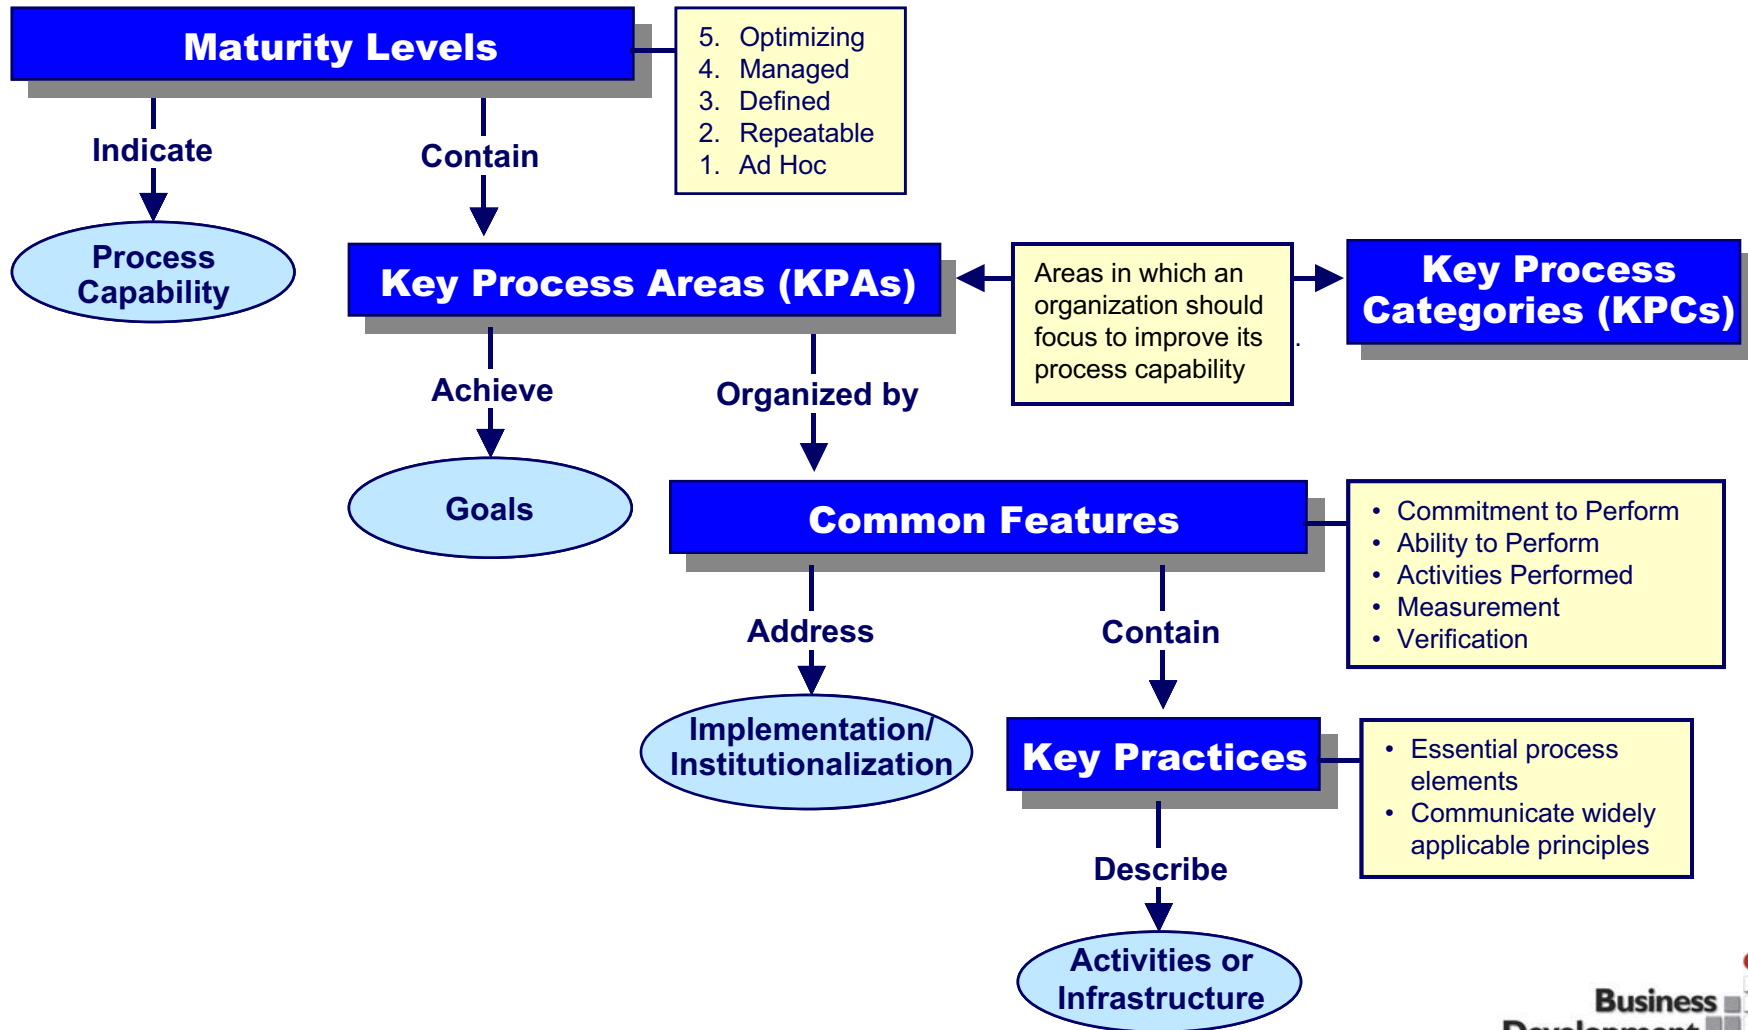 Maturity Levels
5. Optimizing
4. Managed
3. Defined
2. Repeatable
1. Ad Hoc
Indicate
Contain
Process
Capability
Key Process Areas (KPAs)
Areas in which an
organization should
focus to improve its
process capability
.
Key Process
Categories (KPCs)
Achieve
Organized by
Goals
Common Features
• Commitment to Perform
• Ability to Perform
• Activities Performed
• Measurement
• Verification
Address
Contain
Implementation/
Institutionalization
Key Practices
• Essential process
elements
• Communicate widely
applicable principles
Describe
Activities or
Infrastructure
Business
Development